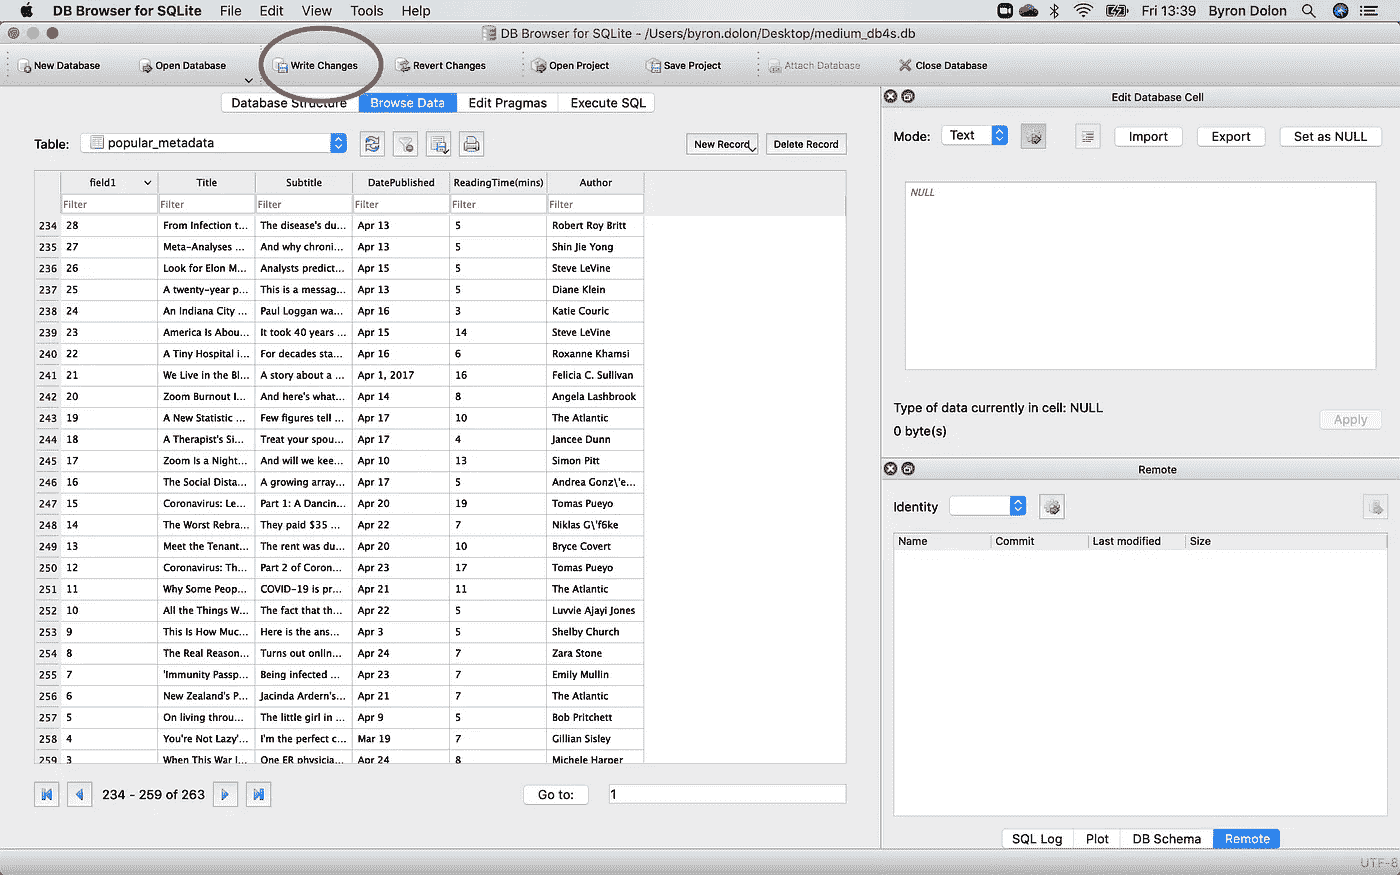 DB Browser for SQLite File Edit View Tools Help Fri 13:39 Byron Dolon
DB Browser for SQLite - /Users/byron.dolon/Desktop/medium_db4s.db
New Database Open Database Write Changes Revert Changes Open Project Save Project Attach Database Close Database
Database Structure Browse Data Edit Pragmas Execute SQL
Table: popular_metadata New Record Delete Record
field1 Title Subtitle DatePublished ReadingTime(mins) Author
Filter Filter Filter Filter Filter Filter
234 28 From Infection t... The disease's du... Apr 13 5 Robert Roy Britt
235 27 Meta-Analyses ... And why chroni... Apr 13 5 Shin Jie Yong
236 26 Look for Elon M... Analysts predict... Apr 15 5 Steve LeVine
237 25 A twenty-year p... This is a messag... Apr 13 5 Diane Klein
238 24 An Indiana City ... Paul Loggan wa... Apr 16 3 Katie Couric
239 23 America Is Abou... It took 40 years ... Apr 15 14 Steve LeVine
240 22 A Tiny Hospital i... For decades sta... Apr 16 6 Roxanne Khamsi
241 21 We Live in the Bl... A story about a ... Apr 1, 2017 16 Felicia C. Sullivan
242 20 Zoom Burnout I... And here's what... Apr 14 8 Angela Lashbrook
243 19 A New Statistic ... Few figures tell ... Apr 17 10 The Atlantic
244 18 A Therapist's Si... Treat your spou... Apr 17 4 Jancee Dunn
245 17 Zoom Is a Night... And will we kee... Apr 10 13 Simon Pitt
246 16 The Social Dista... A growing array... Apr 17 5 Andrea Gonz\'e...
247 15 Coronavirus: Le... Part 1: A Dancin... Apr 20 19 Tomas Pueyo
248 14 The Worst Rebra... They paid $35 ... Apr 22 7 Niklas G\'f6ke
249 13 Meet the Tenant... The rent was du... Apr 20 10 Bryce Covert
250 12 Coronavirus: Th... Part 2 of Coron... Apr 23 17 Tomas Pueyo
251 11 Why Some Peop... COVID-19 is pr... Apr 21 11 The Atlantic
252 10 All the Things W... The fact that th... Apr 22 5 Luvvie Ajayi Jones
253 9 This Is How Muc... Here is the ans... Apr 3 5 Shelby Church
254 8 The Real Reason... Turns out onlin... Apr 24 7 Zara Stone
255 7 'Immunity Passp... Being infected ... Apr 23 7 Emily Mullin
256 6 New Zealand's P... Jacinda Ardern's... Apr 21 7 The Atlantic
257 5 On living throu... The little girl in ... Apr 9 5 Bob Pritchett
258 4 You're Not Lazy'... I'm the perfect c... Mar 19 7 Gillian Sisley
259 3 When This War I... One ER physicia... Apr 24 8 Michele Harper
234 - 259 of 263 Go to: 1
Edit Database Cell
Mode: Text Import Export Set as NULL
NULL
Type of data currently in cell: NULL
0 byte(s) Apply
Remote
Identity
Name Commit Last modified Size
SQL Log Plot DB Schema Remote
UTF-8